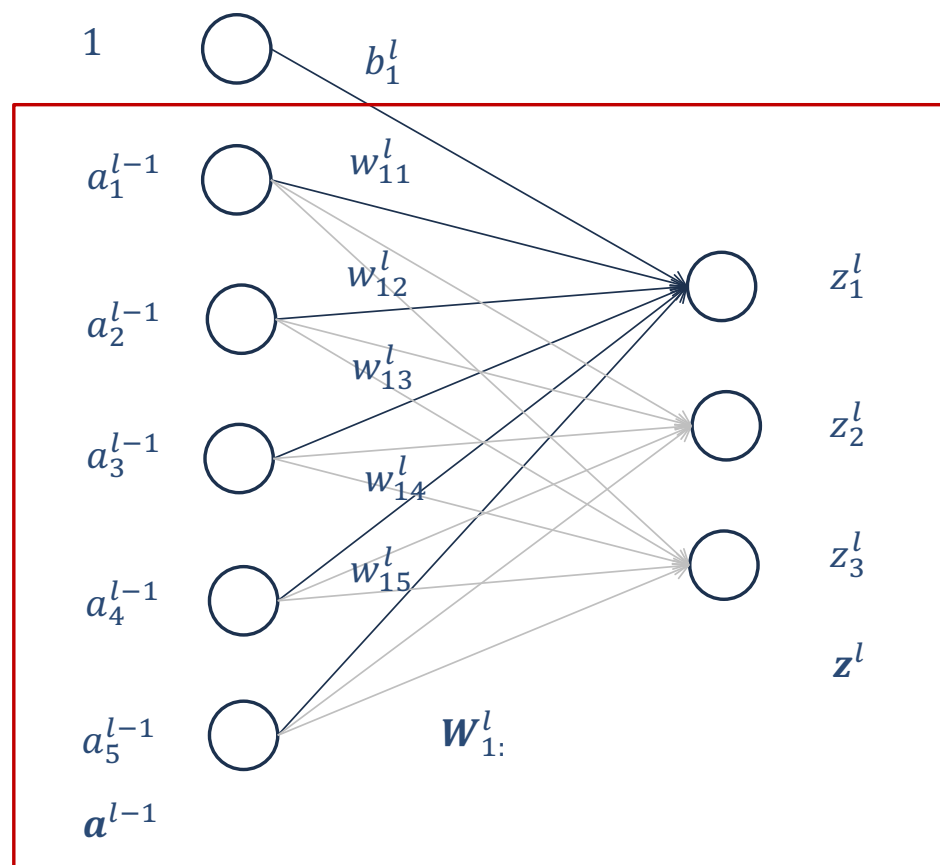 1
b_1^l
a_1^{l-1}
w_{11}^l
w_{12}^l
z_1^l
a_2^{l-1}
w_{13}^l
z_2^l
a_3^{l-1}
w_{14}^l
z_3^l
w_{15}^l
a_4^{l-1}
z^l
a_5^{l-1}
W_{1:}^l
a^{l-1}